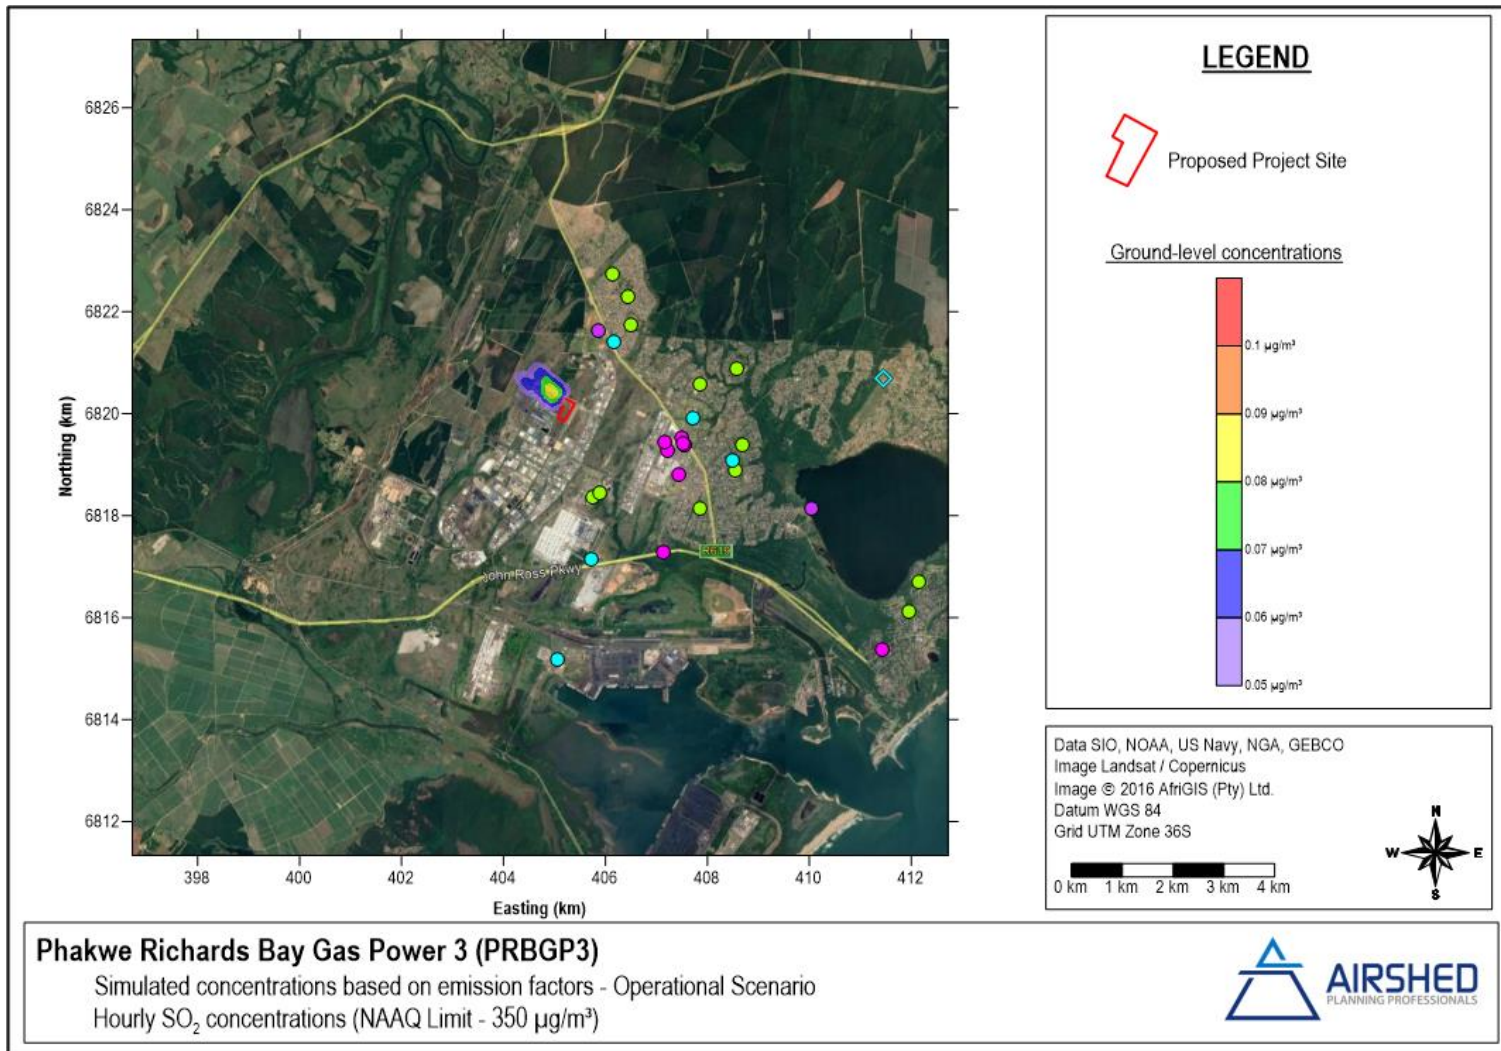 6826
6824
6822
6820
6818
6816
6814
6812
Northing (km)
398 400 402 404 406 408 410 412
Easting (km)
John Ross Pkwy
R619
LEGEND
Proposed Project Site
Ground-level concentrations
0.1 µg/m³
0.09 µg/m³
0.08 µg/m³
0.07 µg/m³
0.06 µg/m³
0.05 µg/m³
Data SIO, NOAA, US Navy, NGA, GEBCO
Image Landsat / Copernicus
Image © 2016 AfriGIS (Pty) Ltd.
Datum WGS 84
Grid UTM Zone 36S
0 km 1 km 2 km 3 km 4 km
N
W E
S
Phakwe Richards Bay Gas Power 3 (PRBGP3)
Simulated concentrations based on emission factors - Operational Scenario
Hourly SO₂ concentrations (NAAQ Limit - 350 µg/m³)
AIRSHED
PLANNING PROFESSIONALS